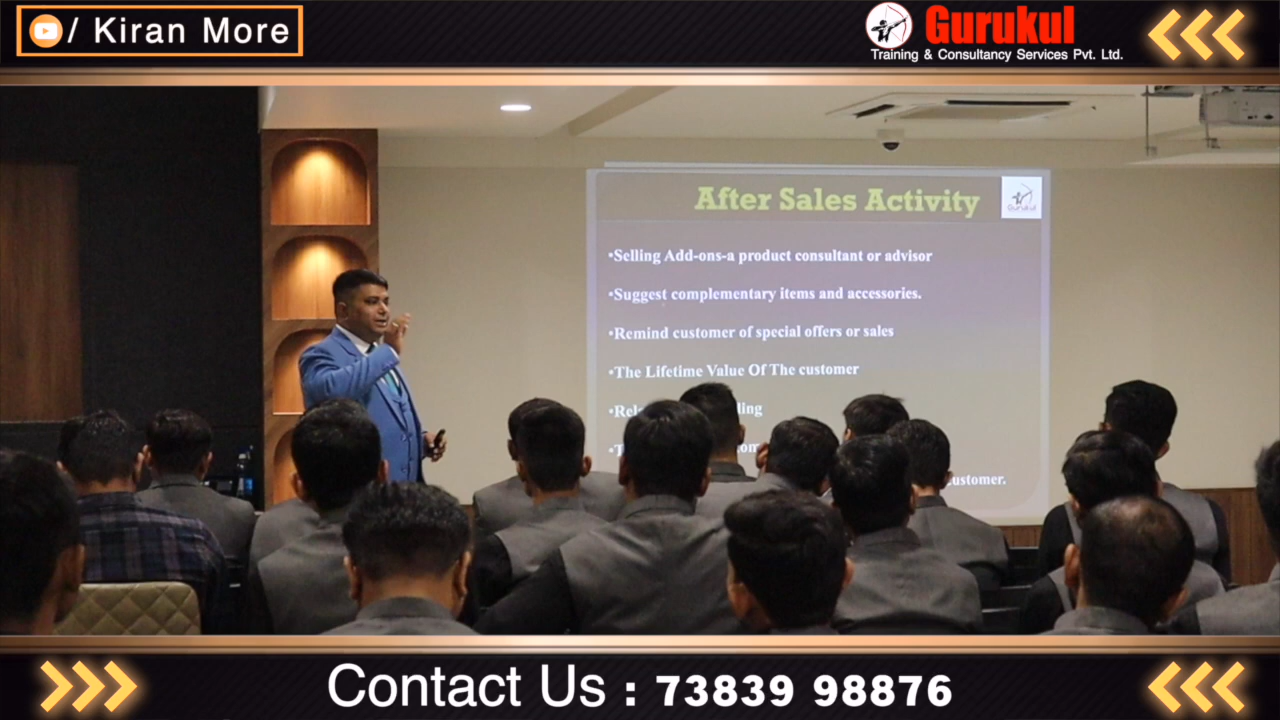 / Kiran More
Gurukul
Training & Consultancy Services Pvt. Ltd.
After Sales Activity
Gurukul
•Selling Add-ons-a product consultant or advisor
•Suggest complementary items and accessories.
•Remind customer of special offers or sales
•The Lifetime Value Of The customer
Contact Us : 73839 98876